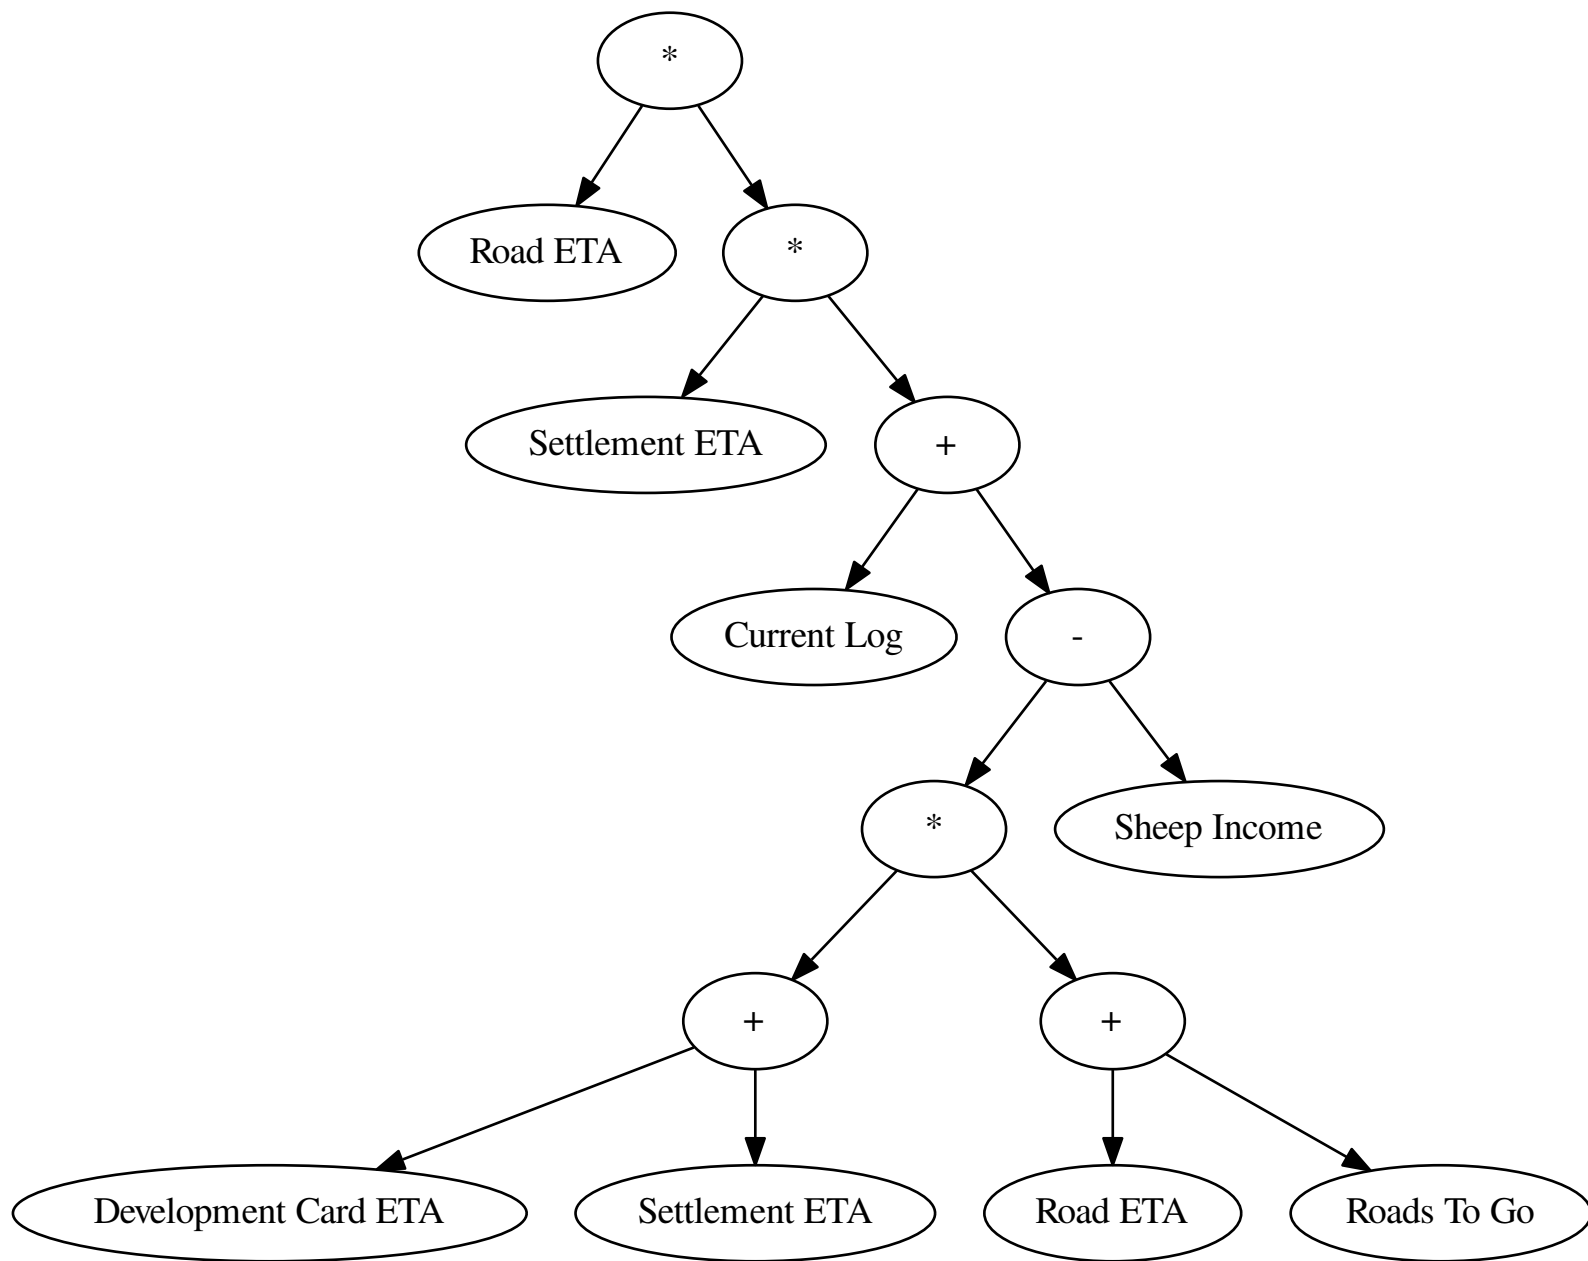 *
Road ETA
*
Settlement ETA
+
Current Log
-
*
Sheep Income
+
+
Development Card ETA
Settlement ETA
Road ETA
Roads To Go